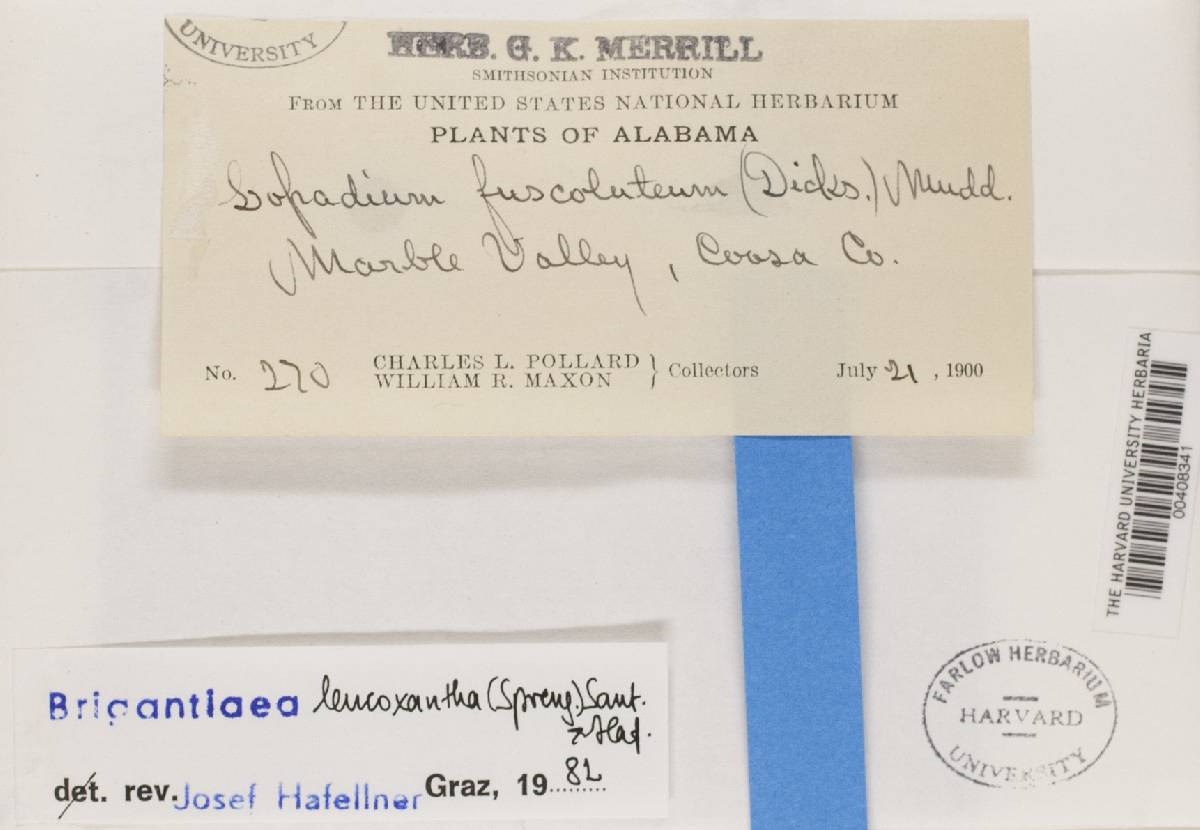 UNIVERSITY
HERB. G. K. MERRILL
SMITHSONIAN INSTITUTION
FROM THE UNITED STATES NATIONAL HERBARIUM
PLANTS OF ALABAMA
Lopadium fuscoluteum (Dicks.) Mudd.
Marble Valley, Coosa Co.
No. 270 CHARLES L. POLLARD } Collectors July 21, 1900
WILLIAM R. MAXON
THE HARVARD UNIVERSITY HERBARIA
00408341
FARLOW HERBARIUM
HARVARD
UNIVERSITY
Brigantiaea leucoxantha (Spreng.) Sant.
& Haf.
det. rev. Josef Hafellner Graz, 19 82